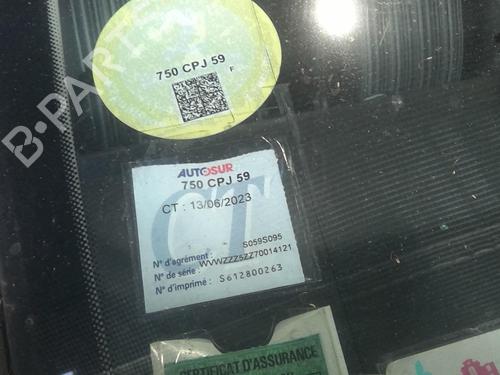 750 CPJ 59
F
AUTOSUR
750 CPJ 59
CT : 13/06/2023
CT
N° d'agrément : S059S095
N° de série : WVWZZZ5ZZ70014121
N° d'imprimé : S612800263
CERTIFICAT D'ASSURANCE
B-PARTS